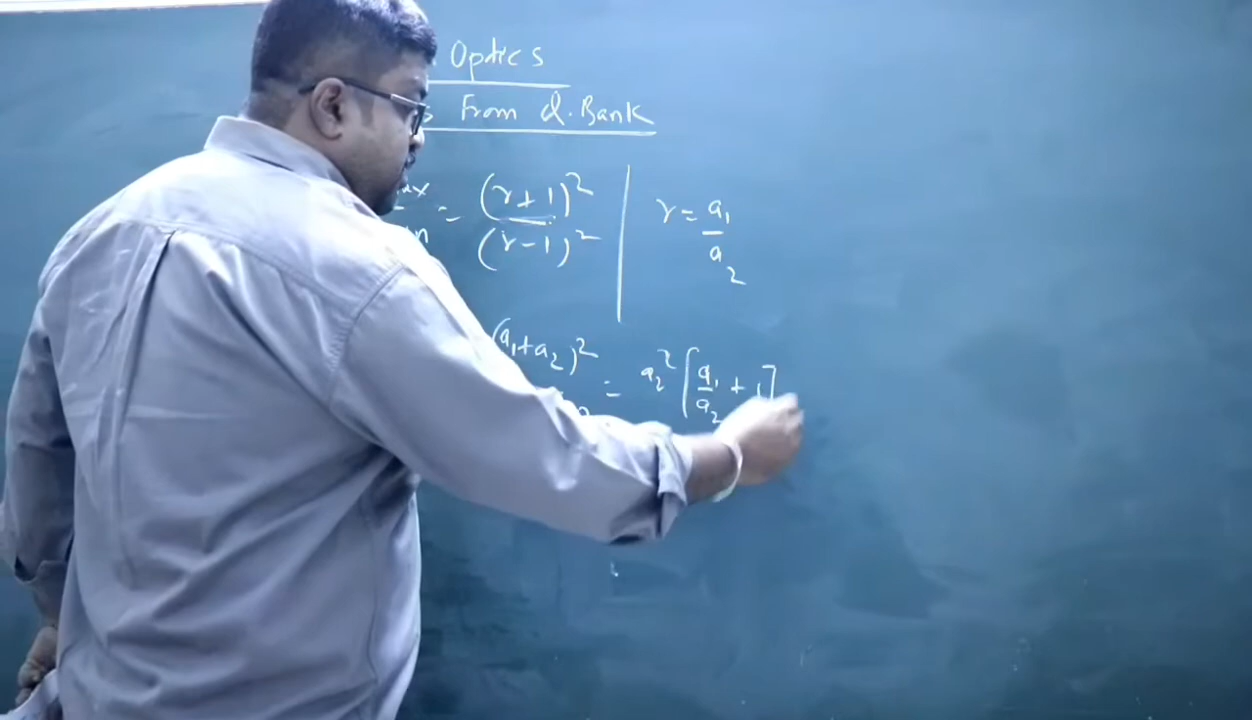 Optics
From Q. Bank
= (r+1)² / (r-1)²
r = a₁ / a₂
(a₁+a₂)² = a₂² [a₁/a₂ + 1]